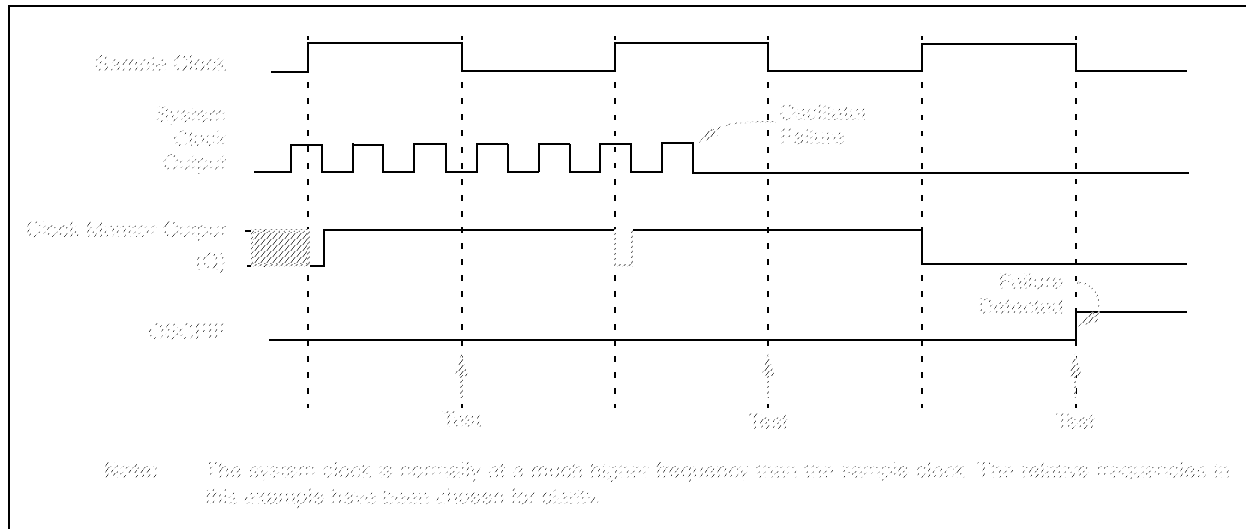 Sample Clock
System
Clock
Output
Oscillator
Failure
Clock Monitor Output
(Q)
Failure
Detected
OSCFIF
Test
Test
Test
Note: The system clock is normally at a much higher frequency than the sample clock. The relative frequencies in
this example have been chosen for clarity.